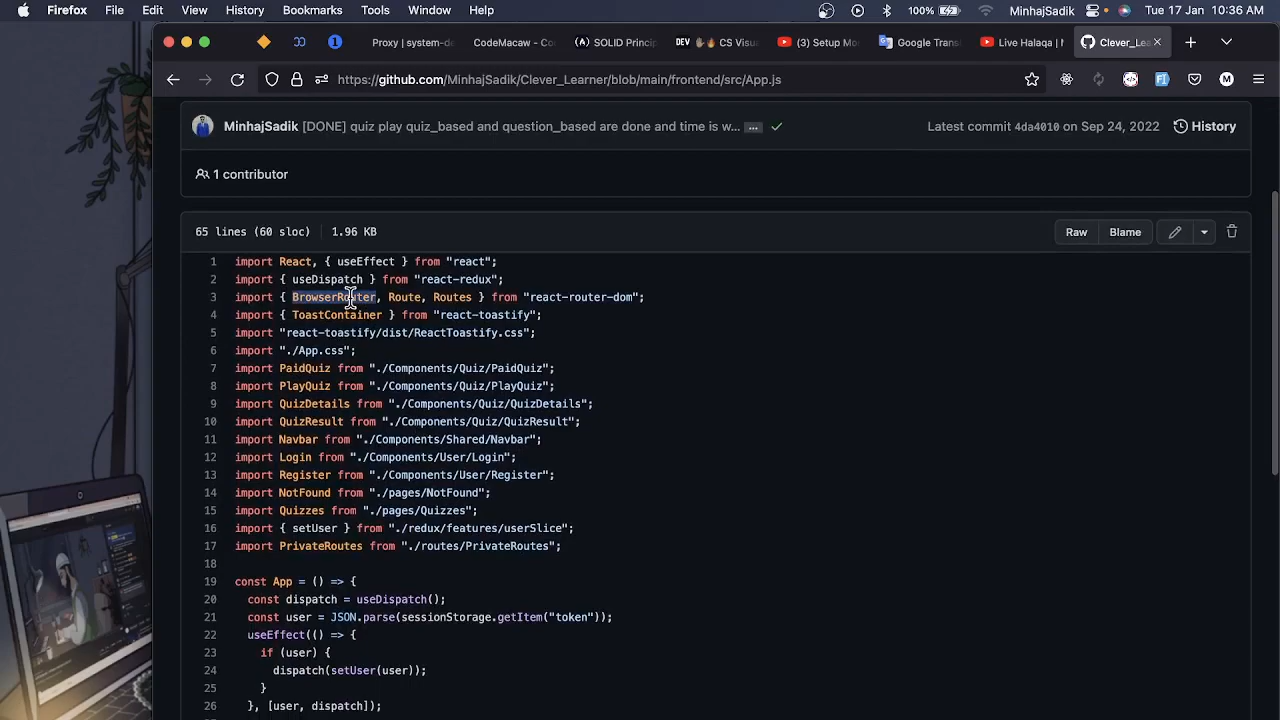 Firefox File Edit View History Bookmarks Tools Window Help 100% MinhajSadik Tue 17 Jan 10:36 AM
Proxy | system-de CodeMacaw - Co (A) SOLID Princip DEV CS Visu (3) Setup Mo Google Trans Live Halaqa | Clever_Lea
https://github.com/MinhajSadik/Clever_Learner/blob/main/frontend/src/App.js
MinhajSadik [DONE] quiz play quiz_based and question_based are done and time is w... ... Latest commit 4da4010 on Sep 24, 2022 History
1 contributor
65 lines (60 sloc) 1.96 KB Raw Blame
1 import React, { useEffect } from "react";
2 import { useDispatch } from "react-redux";
3 import { BrowserRouter, Route, Routes } from "react-router-dom";
4 import { ToastContainer } from "react-toastify";
5 import "react-toastify/dist/ReactToastify.css";
6 import "./App.css";
7 import PaidQuiz from "./Components/Quiz/PaidQuiz";
8 import PlayQuiz from "./Components/Quiz/PlayQuiz";
9 import QuizDetails from "./Components/Quiz/QuizDetails";
10 import QuizResult from "./Components/Quiz/QuizResult";
11 import Navbar from "./Components/Shared/Navbar";
12 import Login from "./Components/User/Login";
13 import Register from "./Components/User/Register";
14 import NotFound from "./pages/NotFound";
15 import Quizzes from "./pages/Quizzes";
16 import { setUser } from "./redux/features/userSlice";
17 import PrivateRoutes from "./routes/PrivateRoutes";
18
19 const App = () => {
20 const dispatch = useDispatch();
21 const user = JSON.parse(sessionStorage.getItem("token"));
22 useEffect(() => {
23 if (user) {
24 dispatch(setUser(user));
25 }
26 }, [user, dispatch]);